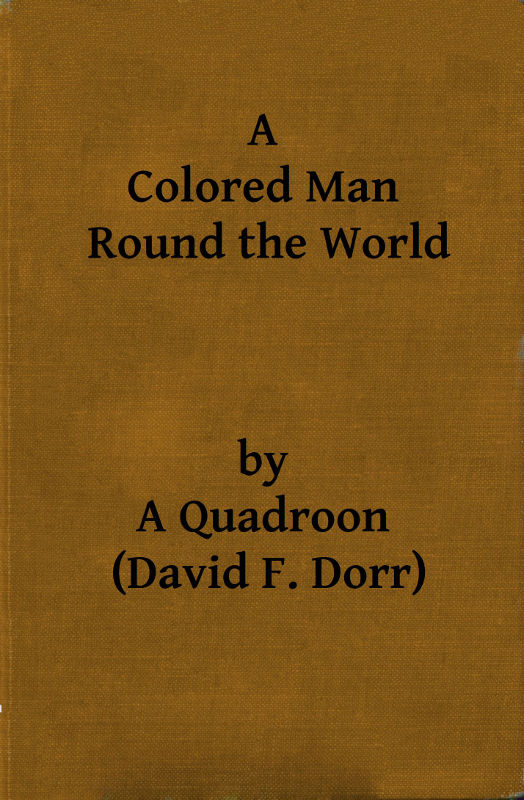 A
Colored Man
Round the World
by
A Quadroon
(David F. Dorr)